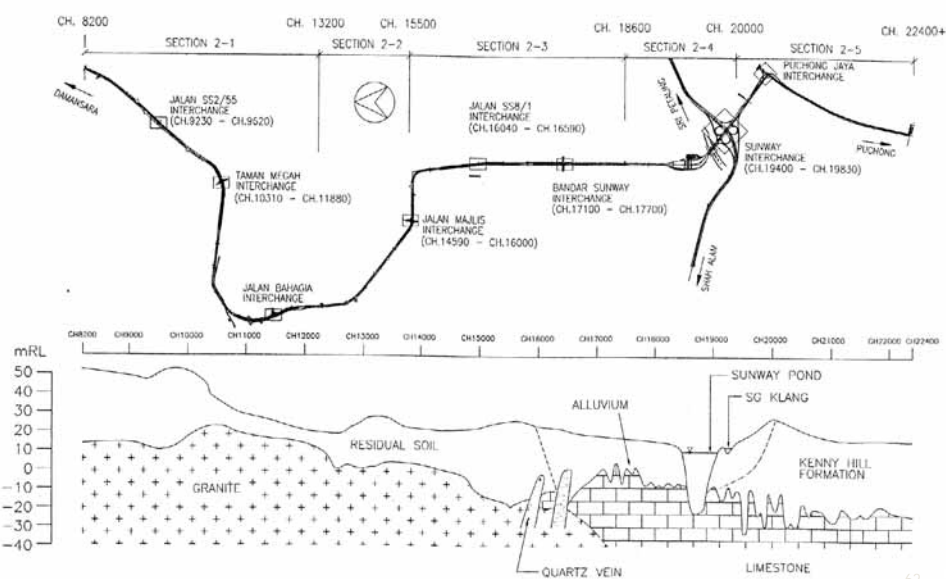 CH. 8200
CH. 13200
CH. 15500
CH. 18600
CH. 20000
CH. 22400+
SECTION 2-1
SECTION 2-2
SECTION 2-3
SECTION 2-4
SECTION 2-5
DAMANSARA
JALAN SS2/55
INTERCHANGE
(CH.9230 - CH.9620)
TAMAN MEGAH
INTERCHANGE
(CH.10310 - CH.11880)
JALAN BAHAGIA
INTERCHANGE
JALAN MAJLIS
INTERCHANGE
(CH.14590 - CH.16000)
JALAN SS8/1
INTERCHANGE
(CH.16040 - CH.16590)
BANDAR SUNWAY
INTERCHANGE
(CH.17100 - CH.17700)
SRI PETALING
PUCHONG JAYA
INTERCHANGE
SUNWAY
INTERCHANGE
(CH.19400 - CH.19830)
PUCHONG
SHAH ALAM
CH8200
CH9000
CH10000
CH11000
CH12000
CH13000
CH14000
CH15000
CH16000
CH17000
CH18000
CH19000
CH20000
CH21000
CH22000
CH22400
mRL
50
40
30
20
10
0
-10
-20
-30
-40
RESIDUAL SOIL
GRANITE
ALLUVIUM
SUNWAY POND
SG KLANG
KENNY HILL
FORMATION
QUARTZ VEIN
LIMESTONE